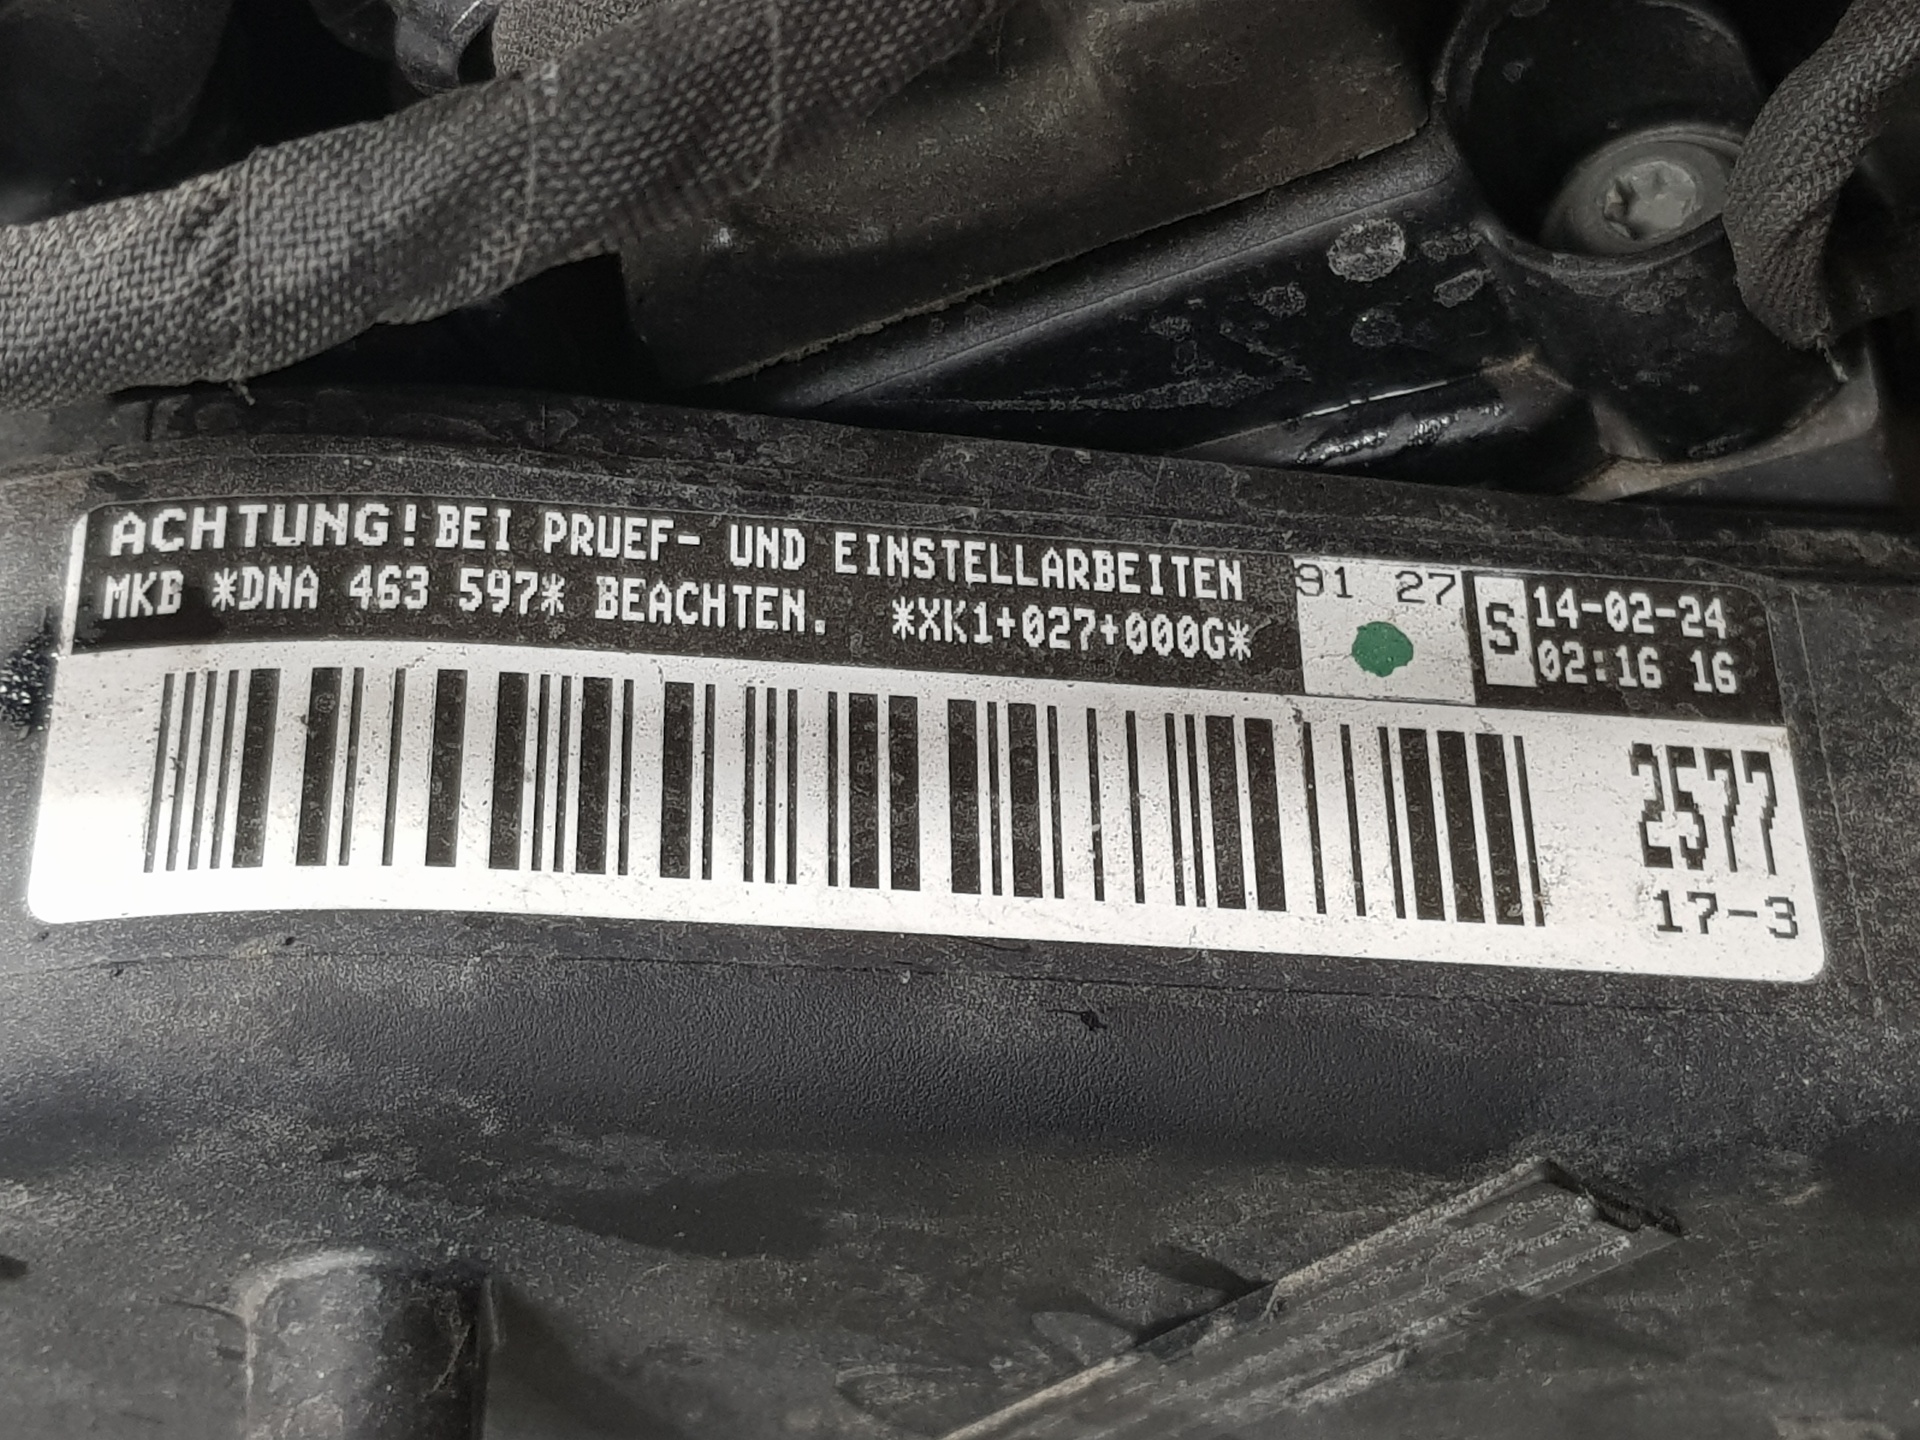 ACHTUNG! BEI PRUEF- UND EINSTELLARBEITEN
MKB *DNA 463 597* BEACHTEN. *XK1+027+000G*
91 27
S
14-02-24
02:16 16
2577
17-3